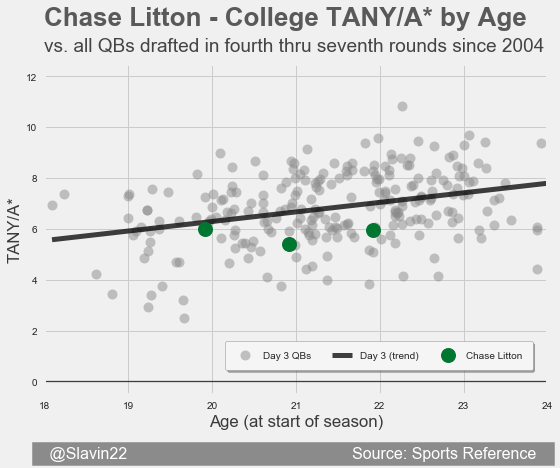 Chase Litton - College TANY/A* by Age
vs. all QBs drafted in fourth thru seventh rounds since 2004
12
10
8
6
4
2
0
TANY/A*
Day 3 QBs
Day 3 (trend)
Chase Litton
18
19
20
21
22
23
24
Age (at start of season)
@Slavin22
Source: Sports Reference